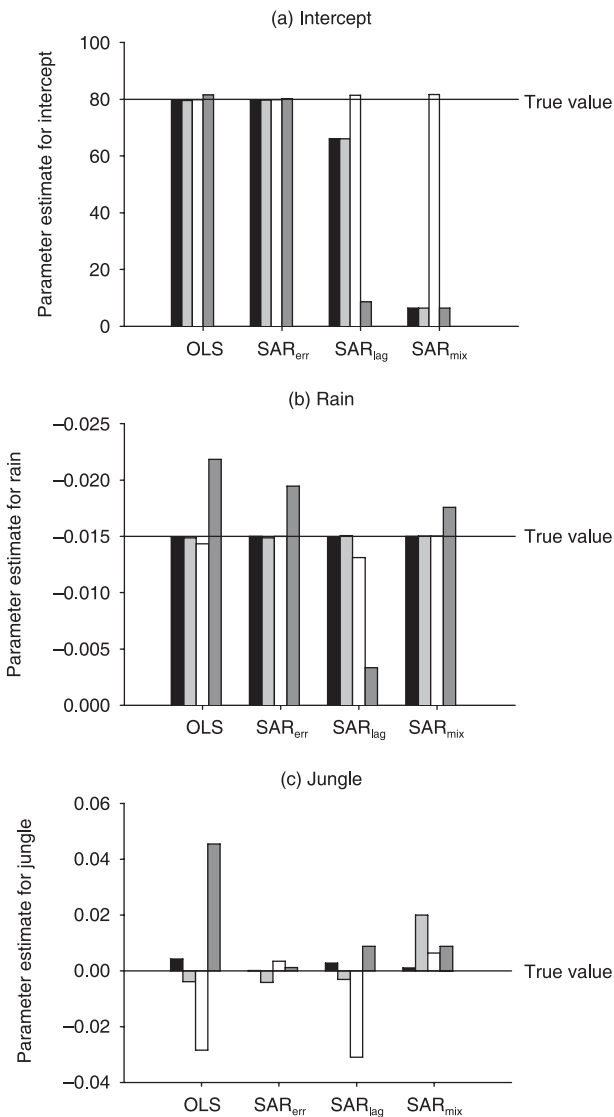 (a) Intercept
Parameter estimate for intercept
100
80
60
40
20
0
True value
OLS SARerr SARlag SARmix
(b) Rain
Parameter estimate for rain
−0.025
−0.020
−0.015
−0.010
−0.005
0.000
True value
OLS SARerr SARlag SARmix
(c) Jungle
Parameter estimate for jungle
0.06
0.04
0.02
0.00
−0.02
−0.04
True value
OLS SARerr SARlag SARmix